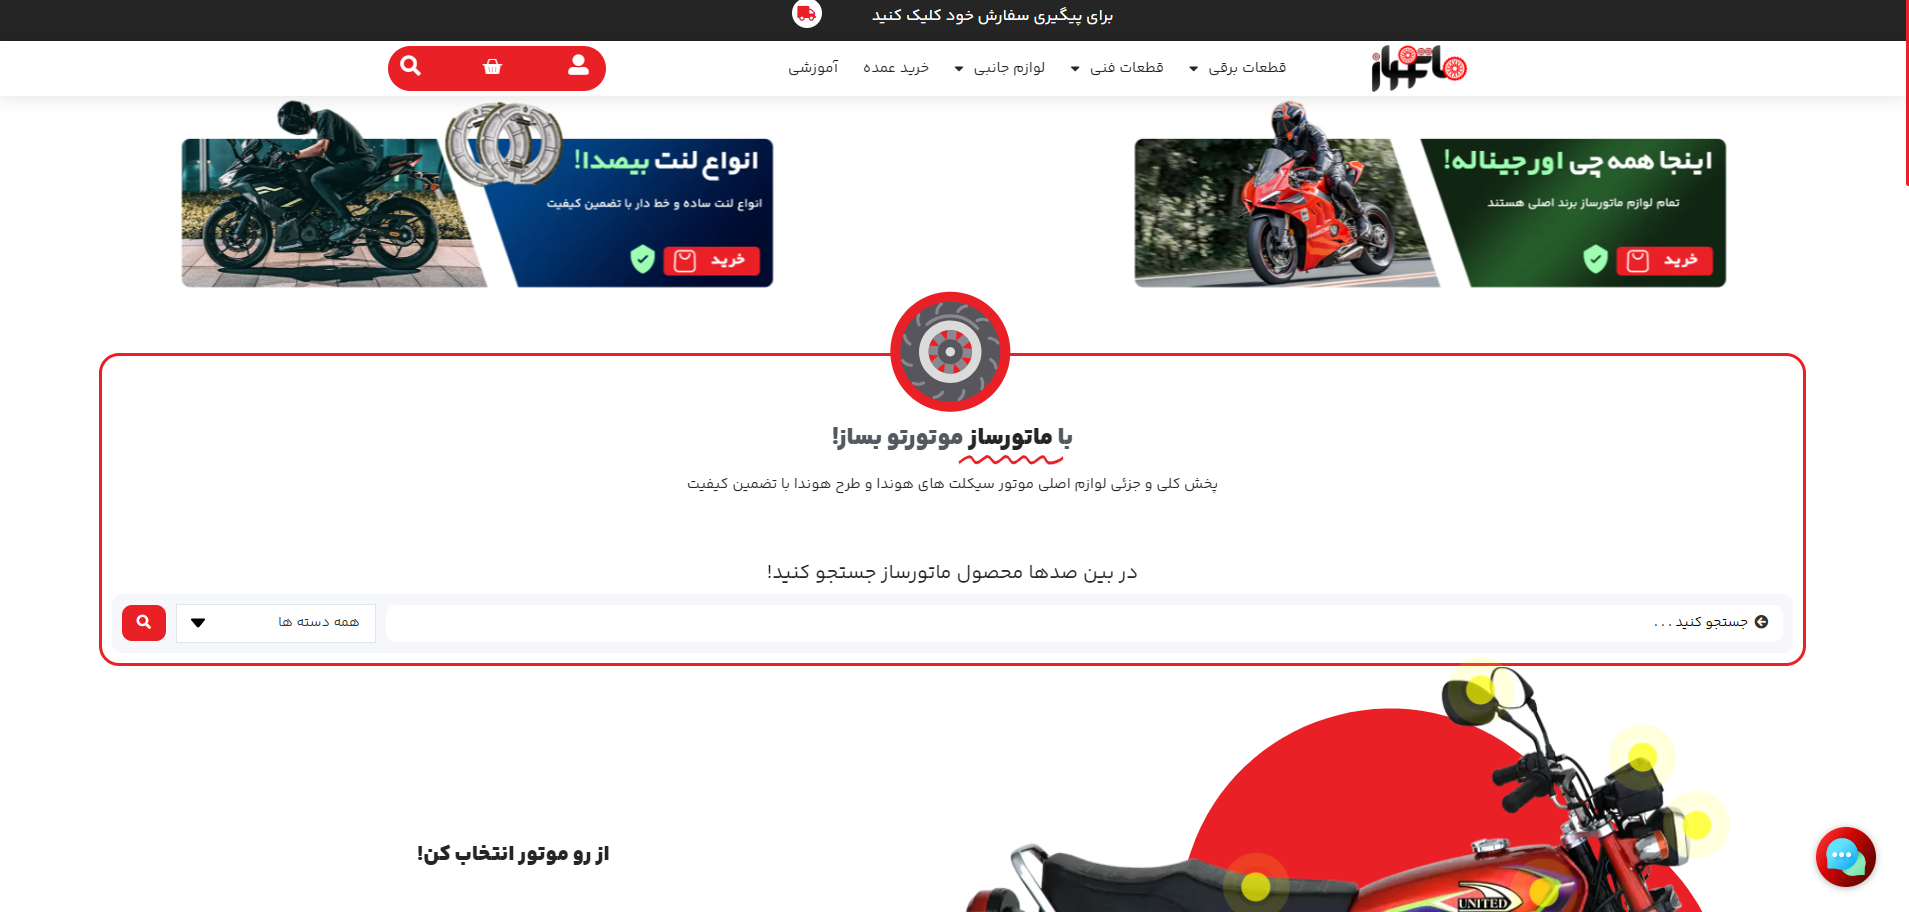 برای پیگیری سفارش خود کلیک کنید
ماتورساز
قطعات برقی
قطعات فنی
لوازم جانبی
خرید عمده
آموزشی
اینجا همه چی اورجیناله!
تمام لوازم ماتورساز برند اصلی هستند
خرید
انواع لنت بیصدا!
انواع لنت ساده و خط دار با تضمین کیفیت
خرید
با ماتورساز موتورتو بساز!
پخش کلی و جزئی لوازم اصلی موتور سیکلت های هوندا و طرح هوندا با تضمین کیفیت
در بین صدها محصول ماتورساز جستجو کنید!
جستجو کنید . . .
همه دسته ها
از رو موتور انتخاب کن!
UNITED